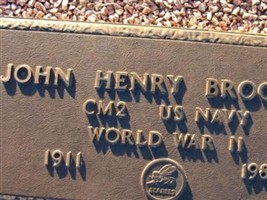 JOHN HENRY BROO
CM2 US NAVY
WORLD WAR II
1911 196